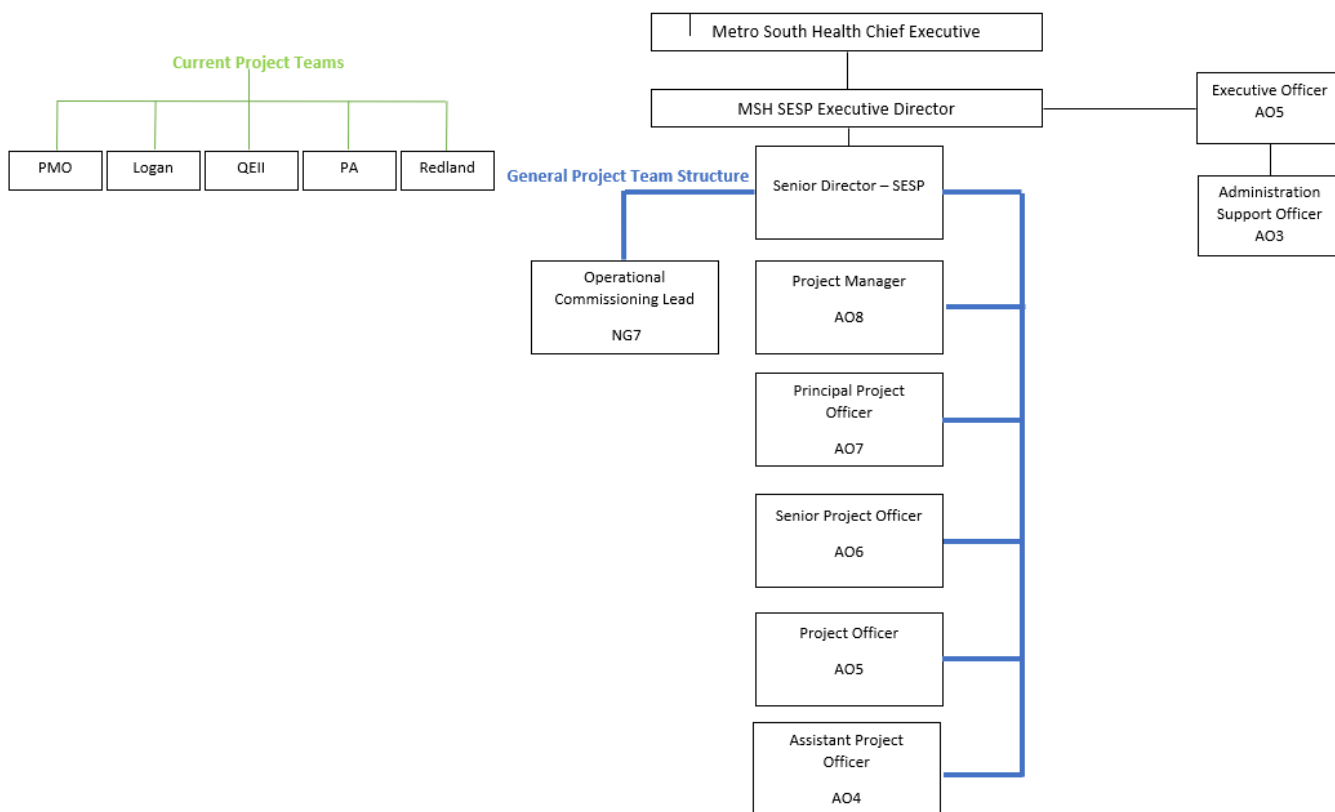 Metro South Health Chief Executive
Current Project Teams
PMO
Logan
QEII
PA
Redland
MSH SESP Executive Director
Executive Officer
AO5
Administration
Support Officer
AO3
General Project Team Structure
Senior Director – SESP
Operational
Commissioning Lead
NG7
Project Manager
AO8
Principal Project
Officer
AO7
Senior Project Officer
AO6
Project Officer
AO5
Assistant Project
Officer
AO4